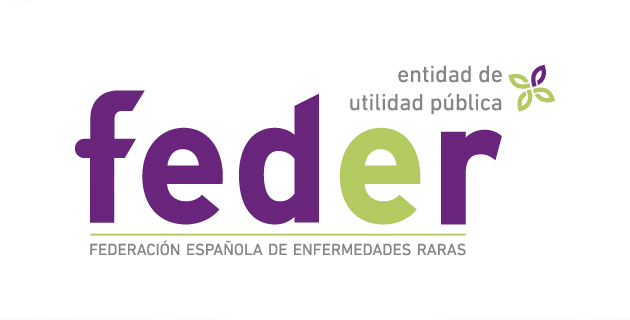 entidad de
utilidad pública
feder
FEDERACIÓN ESPAÑOLA DE ENFERMEDADES RARAS